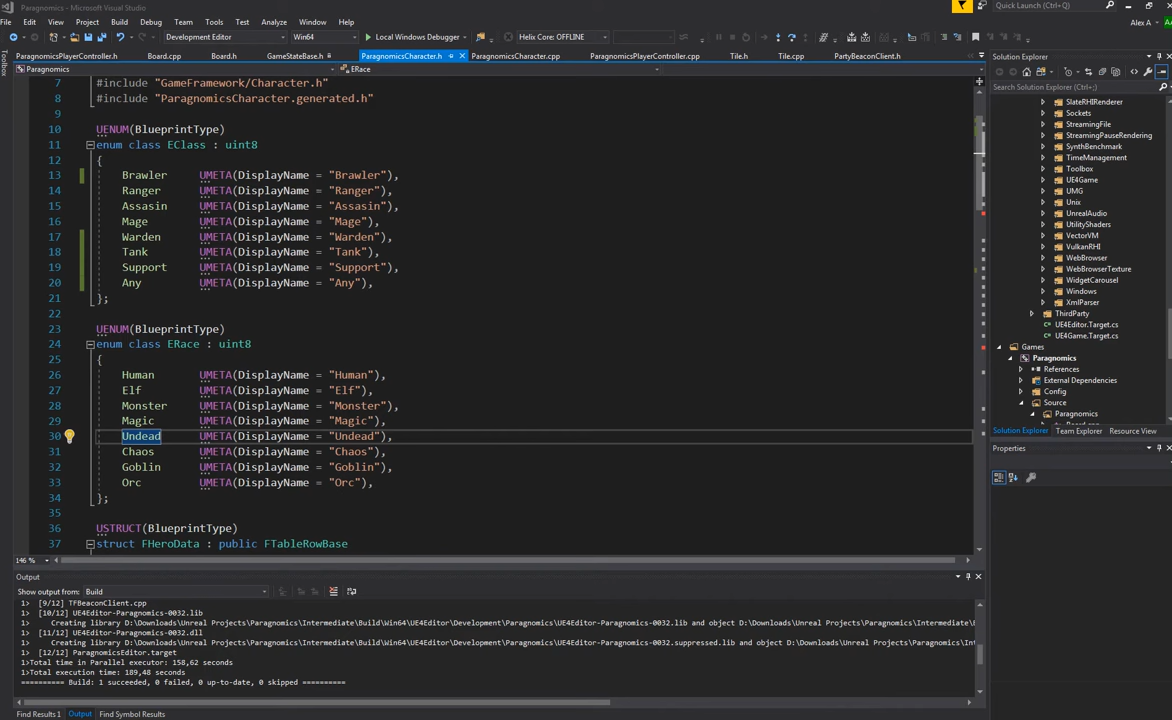 Paragnomics - Microsoft Visual Studio
Quick Launch (Ctrl+;)
File Edit View Project Build Debug Team Tools Test Analyze Window Help
Alex A
Development Editor Win64 Local Windows Debugger Helix Core: OFFLINE
ParagnomicsPlayerController.h Board.cpp Board.h GameStateBase.h ParagnomicsCharacter.h ParagnomicsCharacter.cpp ParagnomicsPlayerController.cpp Tile.h Tile.cpp PartyBeaconClient.h
Toolbox
Paragnomics ERace
7 #include "GameFramework/Character.h"
8 #include "ParagnomicsCharacter.generated.h"
9
10 UENUM(BlueprintType)
11 enum class EClass : uint8
12 {
13 Brawler UMETA(DisplayName = "Brawler"),
14 Ranger UMETA(DisplayName = "Ranger"),
15 Assasin UMETA(DisplayName = "Assasin"),
16 Mage UMETA(DisplayName = "Mage"),
17 Warden UMETA(DisplayName = "Warden"),
18 Tank UMETA(DisplayName = "Tank"),
19 Support UMETA(DisplayName = "Support"),
20 Any UMETA(DisplayName = "Any"),
21 };
22
23 UENUM(BlueprintType)
24 enum class ERace : uint8
25 {
26 Human UMETA(DisplayName = "Human"),
27 Elf UMETA(DisplayName = "Elf"),
28 Monster UMETA(DisplayName = "Monster"),
29 Magic UMETA(DisplayName = "Magic"),
30 Undead UMETA(DisplayName = "Undead"),
31 Chaos UMETA(DisplayName = "Chaos"),
32 Goblin UMETA(DisplayName = "Goblin"),
33 Orc UMETA(DisplayName = "Orc"),
34 };
35
36 USTRUCT(BlueprintType)
37 struct FHeroData : public FTableRowBase
146 %
Output
Show output from: Build
1> [9/12] TFBeaconClient.cpp
1> [10/12] UE4Editor-Paragnomics-0032.lib
1> Creating library D:\Downloads\Unreal Projects\Paragnomics\Intermediate\Build\Win64\UE4Editor\Development\Paragnomics\UE4Editor-Paragnomics-0032.lib and object D:\Downloads\Unreal Projects\Paragnomics\Intermediate\B
1> [11/12] UE4Editor-Paragnomics-0032.dll
1> Creating library D:\Downloads\Unreal Projects\Paragnomics\Intermediate\Build\Win64\UE4Editor\Development\Paragnomics\UE4Editor-Paragnomics-0032.suppressed.lib and object D:\Downloads\Unreal Projects\Paragnomics\Int
1> [12/12] ParagnomicsEditor.target
1>Total time in Parallel executor: 158,62 seconds
1>Total execution time: 189,48 seconds
========== Build: 1 succeeded, 0 failed, 0 up-to-date, 0 skipped ==========
Find Results 1 Output Find Symbol Results
Solution Explorer
Search Solution Explorer (Ctrl+;)
SlateRHIRenderer
Sockets
StreamingFile
StreamingPauseRendering
SynthBenchmark
TimeManagement
Toolbox
UE4Game
UMG
Unix
UnrealAudio
UtilityShaders
VectorVM
VulkanRHI
WebBrowser
WebBrowserTexture
WidgetCarousel
Windows
XmlParser
ThirdParty
UE4Editor.Target.cs
UE4Game.Target.cs
Games
Paragnomics
References
External Dependencies
Config
Source
Paragnomics
Solution Explorer Team Explorer Resource View
Properties